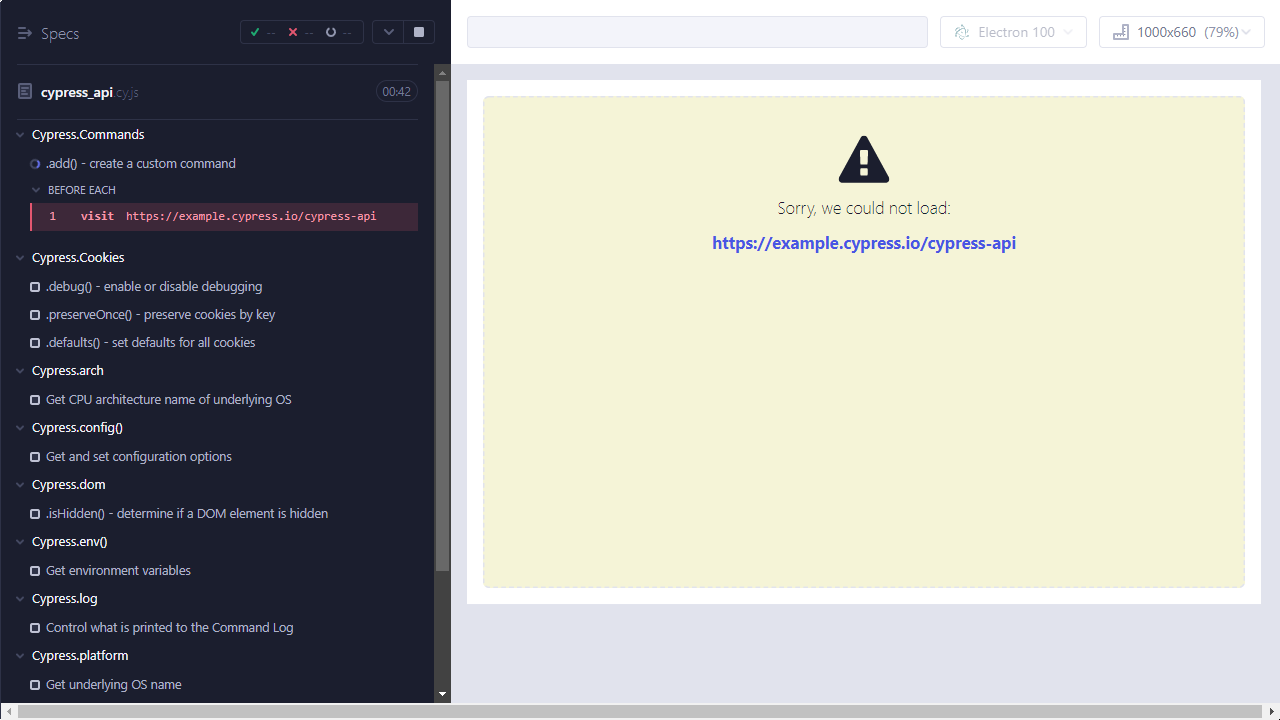 Specs
--
--
--
cypress_api.cy.js
00:42
Cypress.Commands
.add() - create a custom command
BEFORE EACH
1 visit https://example.cypress.io/cypress-api
Cypress.Cookies
.debug() - enable or disable debugging
.preserveOnce() - preserve cookies by key
.defaults() - set defaults for all cookies
Cypress.arch
Get CPU architecture name of underlying OS
Cypress.config()
Get and set configuration options
Cypress.dom
.isHidden() - determine if a DOM element is hidden
Cypress.env()
Get environment variables
Cypress.log
Control what is printed to the Command Log
Cypress.platform
Get underlying OS name
Electron 100
1000x660 (79%)
Sorry, we could not load:
https://example.cypress.io/cypress-api